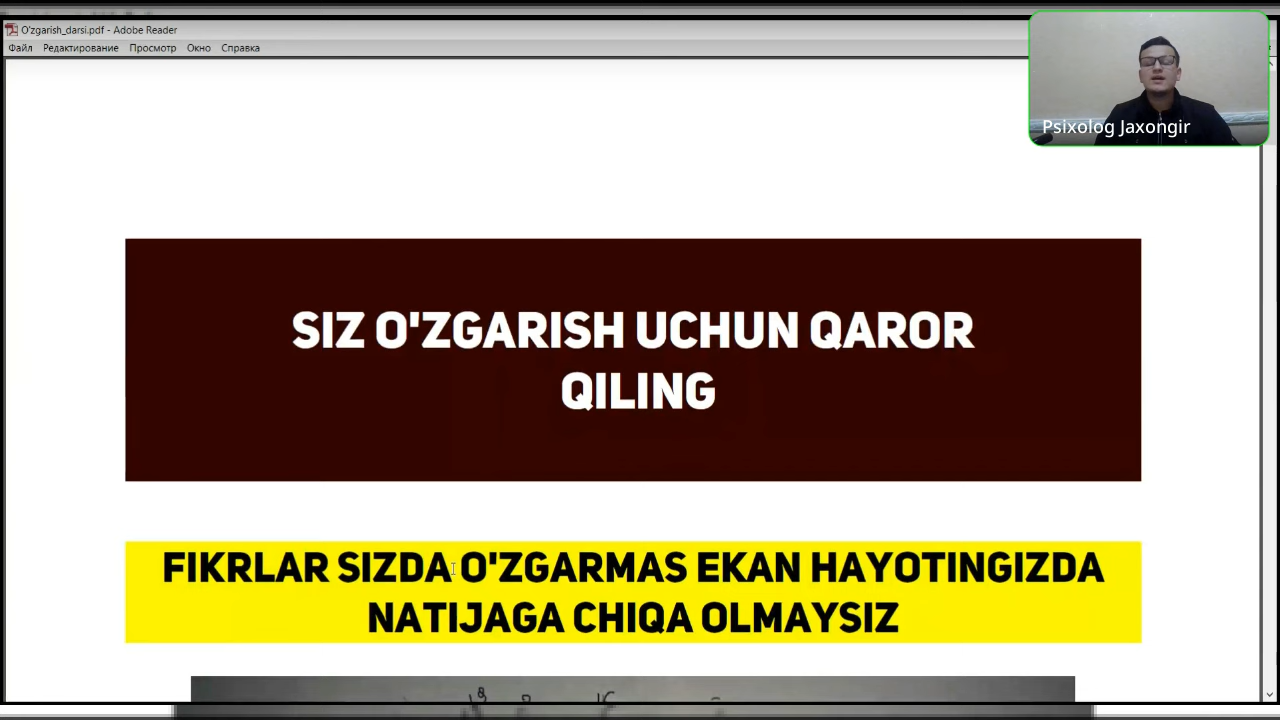 O'zgarish_darsi.pdf - Adobe Reader
Файл Редактирование Просмотр Окно Справка
Psixolog Jaxongir
SIZ O'ZGARISH UCHUN QAROR
QILING
FIKRLAR SIZDA O'ZGARMAS EKAN HAYOTINGIZDA
NATIJAGA CHIQA OLMAYSIZ